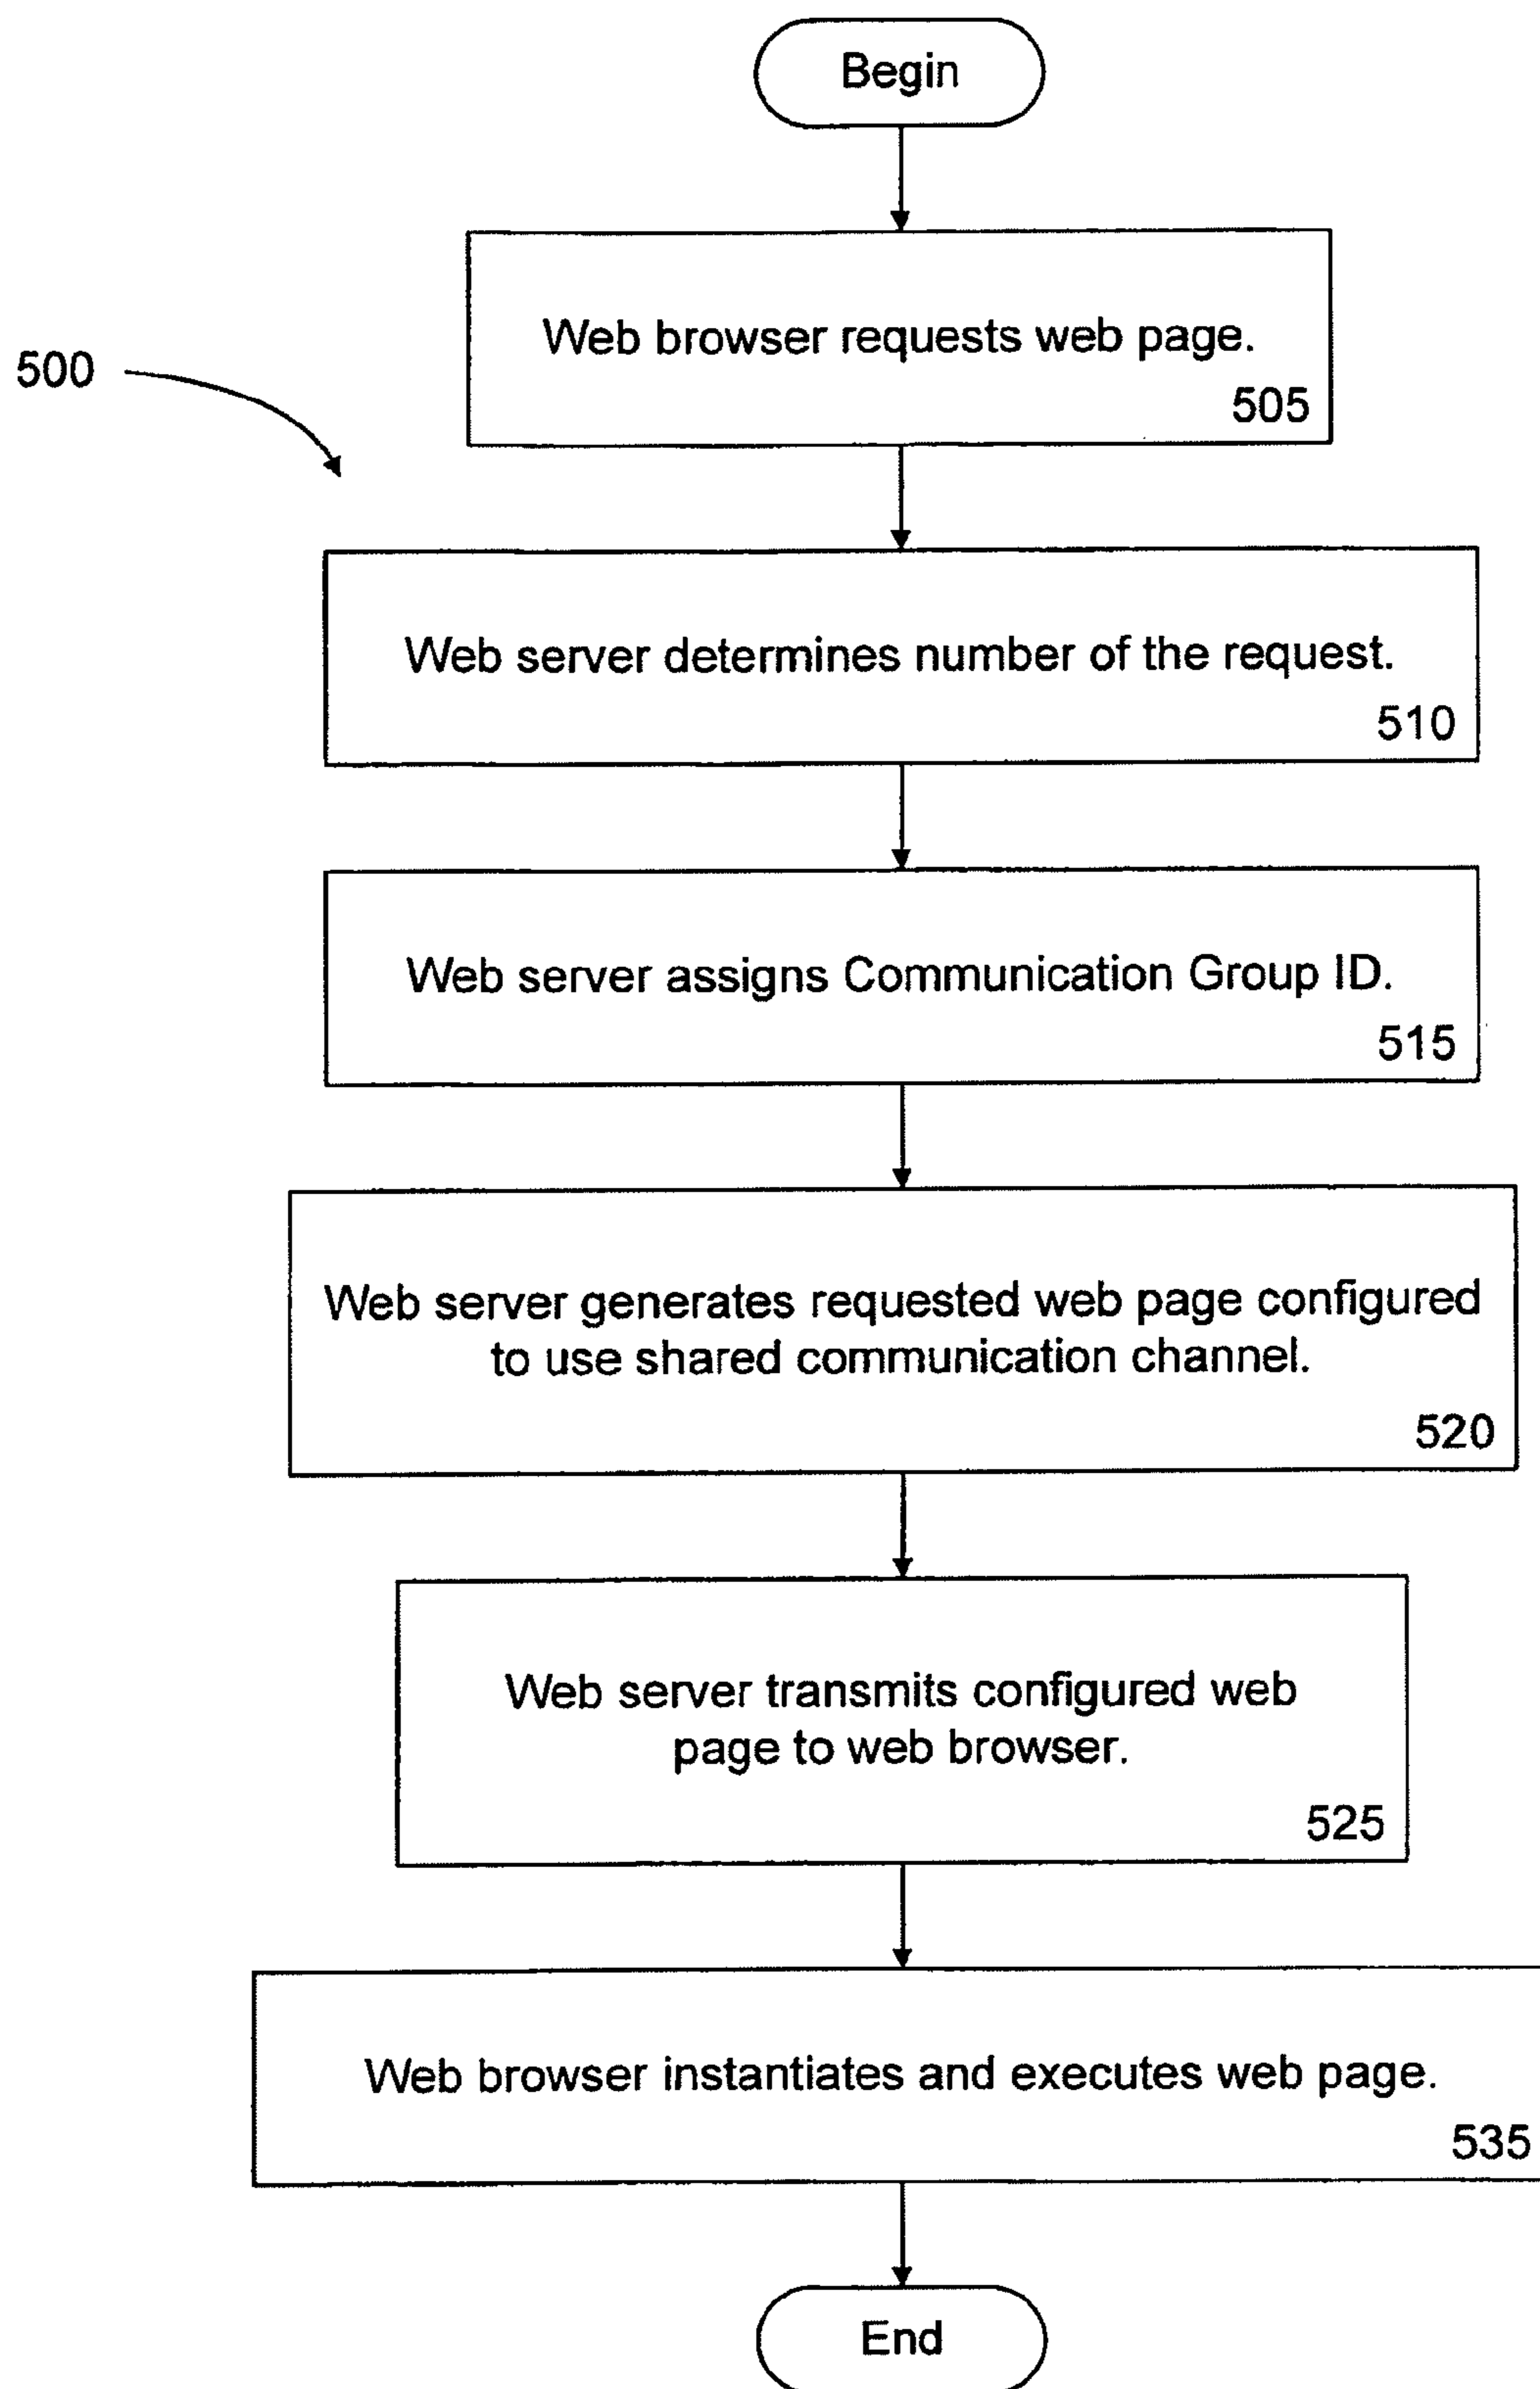 Begin
Web browser requests web page.
505
500
Web server determines number of the request.
510
Web server assigns Communication Group ID.
515
Web server generates requested web page configured
to use shared communication channel.
520
Web server transmits configured web
page to web browser.
525
Web browser instantiates and executes web page.
535
End